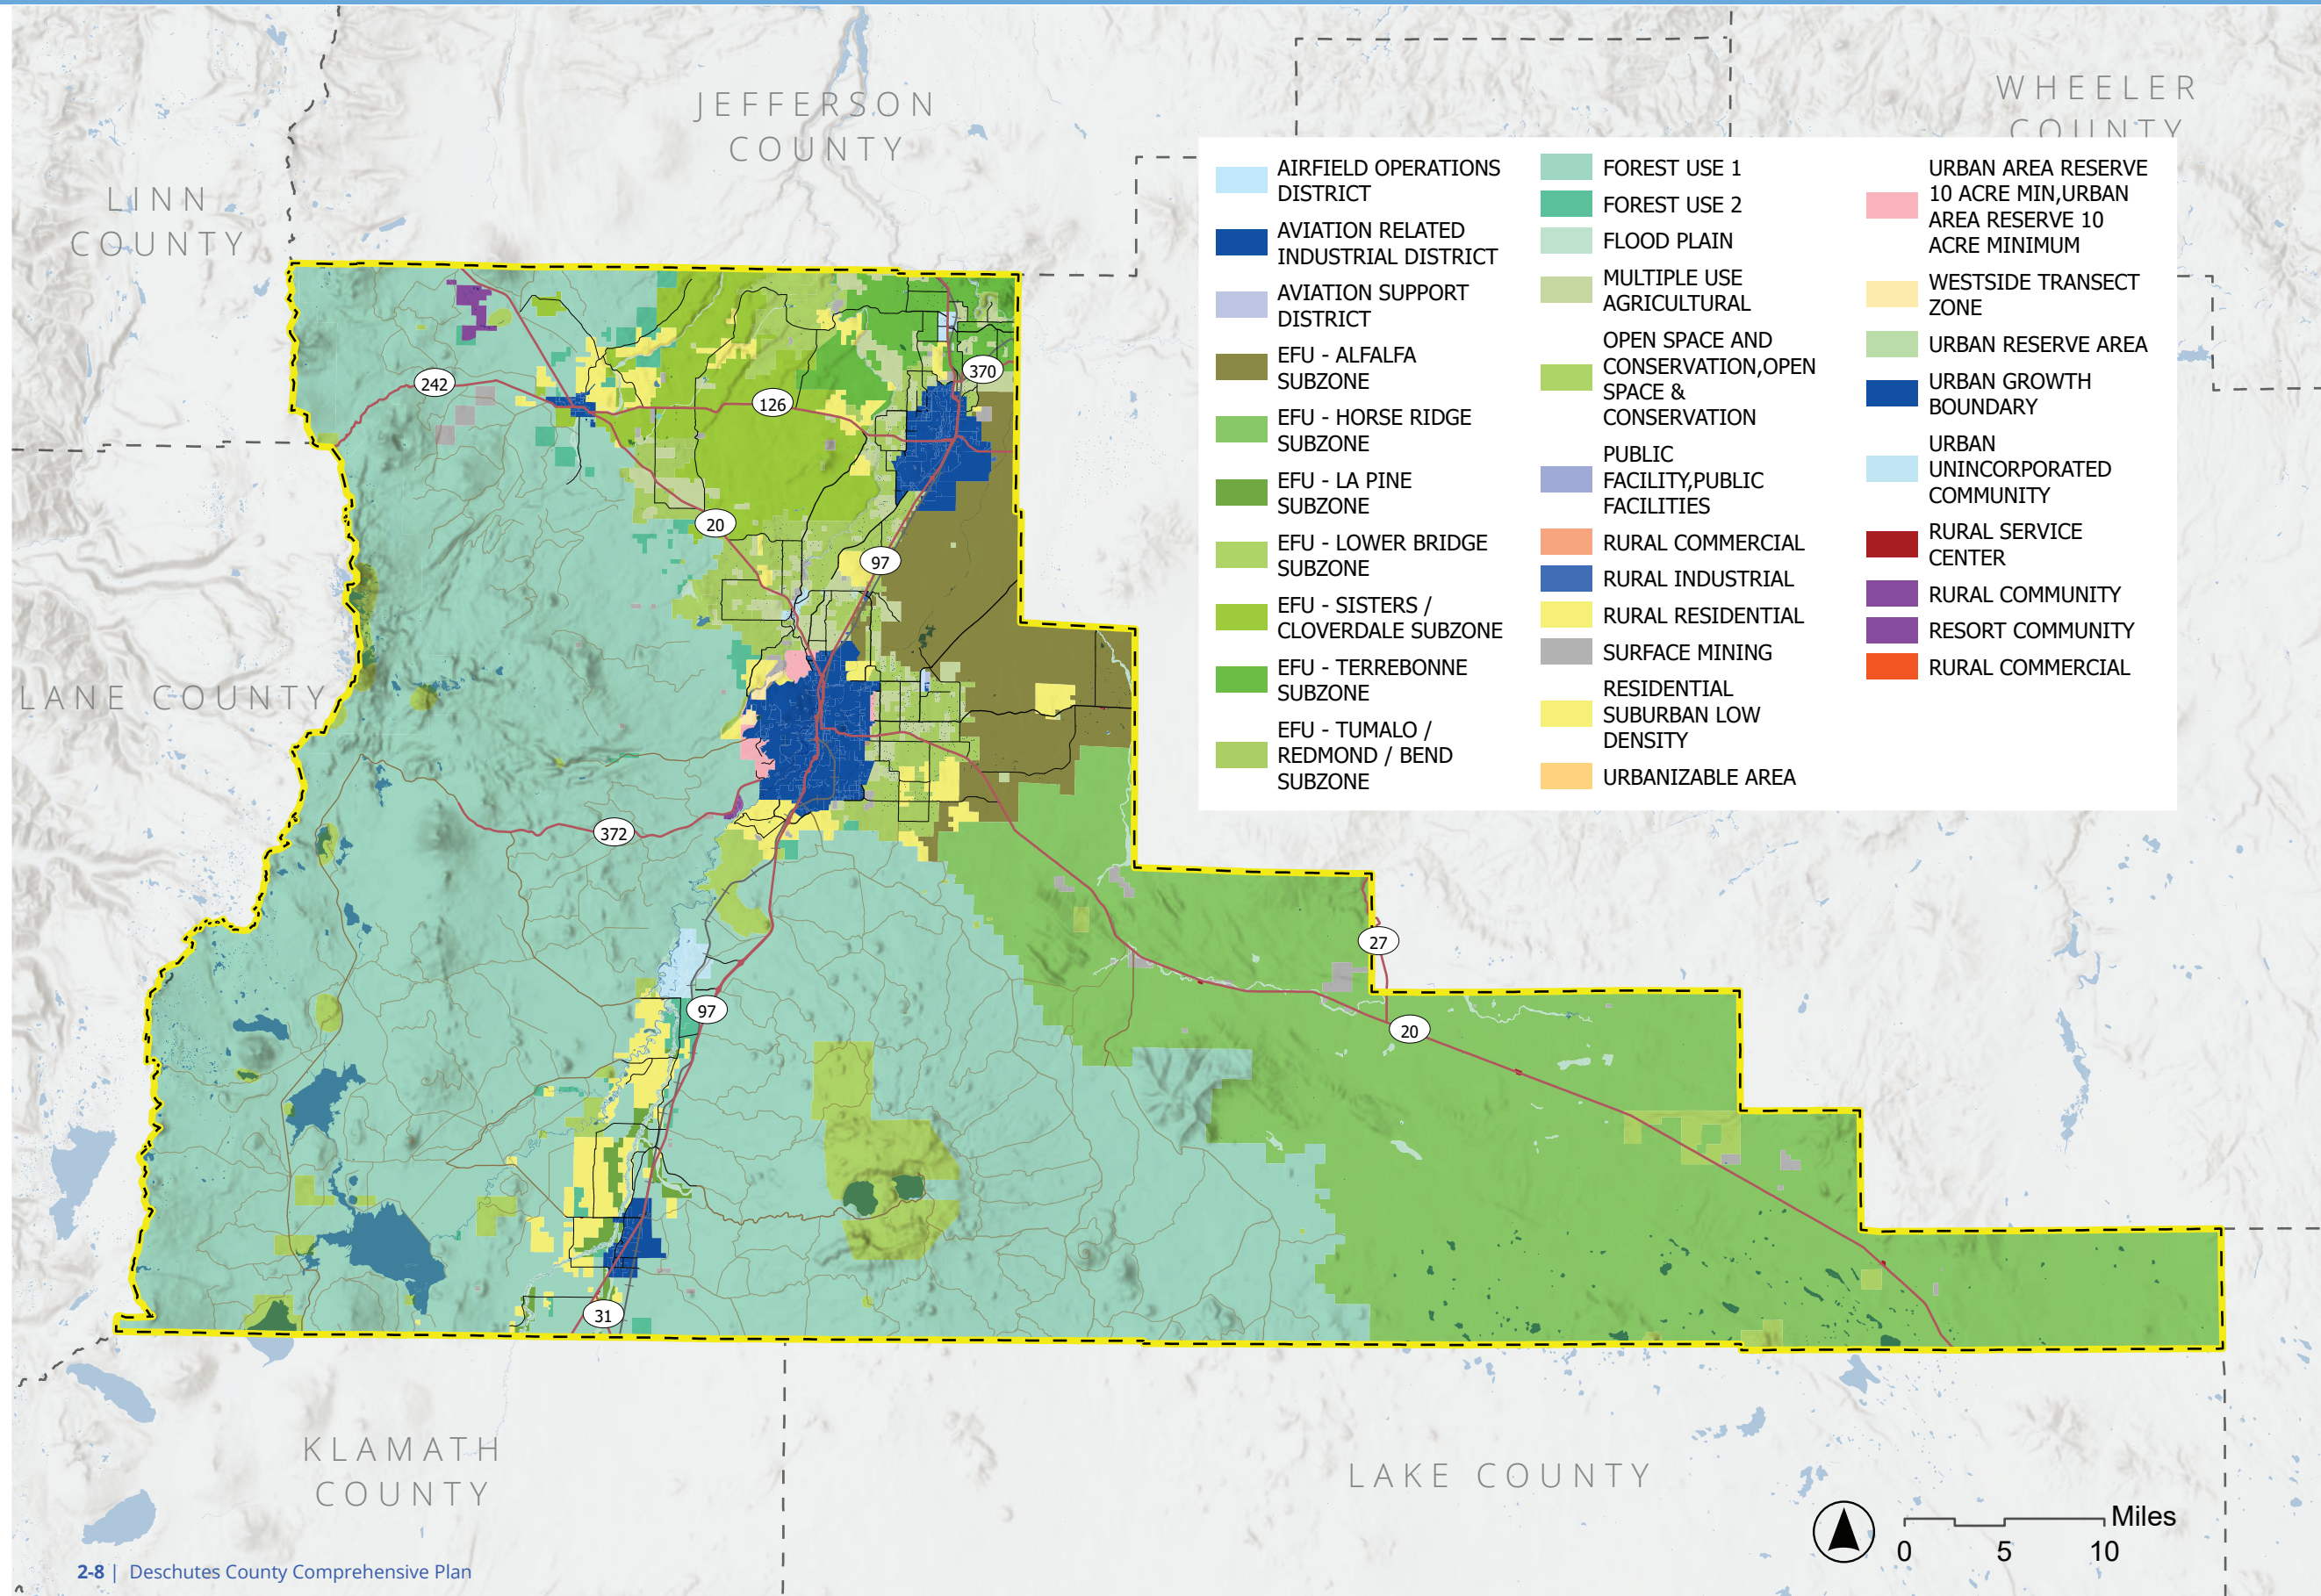 JEFFERSON
COUNTY
WHEELER
COUNTY
LINN
COUNTY
LANE COUNTY
KLAMATH
COUNTY
LAKE COUNTY
242
126
370
20
97
372
27
97
20
31
AIRFIELD OPERATIONS
DISTRICT
AVIATION RELATED
INDUSTRIAL DISTRICT
AVIATION SUPPORT
DISTRICT
EFU - ALFALFA
SUBZONE
EFU - HORSE RIDGE
SUBZONE
EFU - LA PINE
SUBZONE
EFU - LOWER BRIDGE
SUBZONE
EFU - SISTERS /
CLOVERDALE SUBZONE
EFU - TERREBONNE
SUBZONE
EFU - TUMALO /
REDMOND / BEND
SUBZONE
FOREST USE 1
FOREST USE 2
FLOOD PLAIN
MULTIPLE USE
AGRICULTURAL
OPEN SPACE AND
CONSERVATION,OPEN
SPACE &
CONSERVATION
PUBLIC
FACILITY,PUBLIC
FACILITIES
RURAL COMMERCIAL
RURAL INDUSTRIAL
RURAL RESIDENTIAL
SURFACE MINING
RESIDENTIAL
SUBURBAN LOW
DENSITY
URBANIZABLE AREA
URBAN AREA RESERVE
10 ACRE MIN,URBAN
AREA RESERVE 10
ACRE MINIMUM
WESTSIDE TRANSECT
ZONE
URBAN RESERVE AREA
URBAN GROWTH
BOUNDARY
URBAN
UNINCORPORATED
COMMUNITY
RURAL SERVICE
CENTER
RURAL COMMUNITY
RESORT COMMUNITY
RURAL COMMERCIAL
Miles
0 5 10
2-8 | Deschutes County Comprehensive Plan